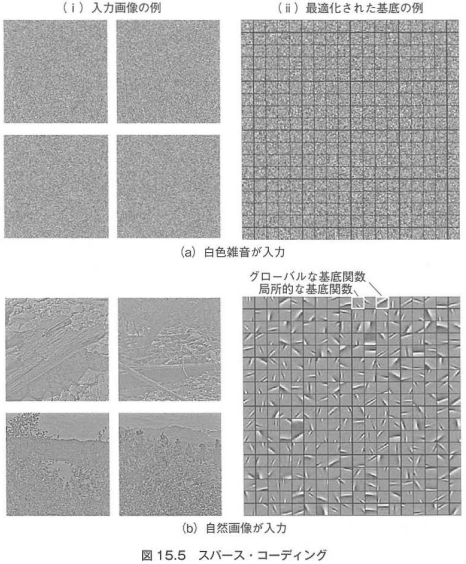 (ⅰ)入力画像の例
(ⅱ)最適化された基底の例
(a)白色雑音が入力
グローバルな基底関数
局所的な基底関数
(b)自然画像が入力
図 15.5 スパース・コーディング